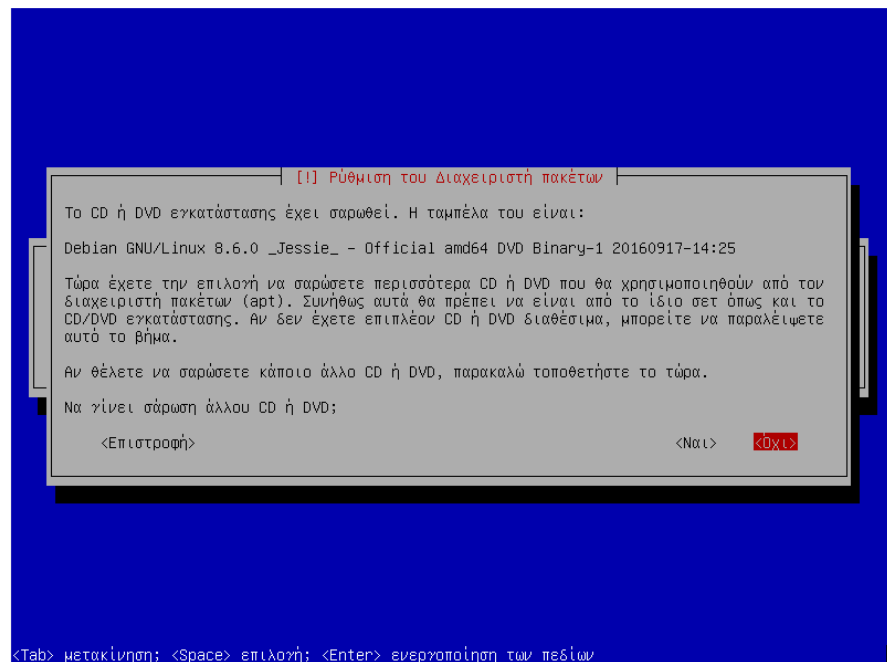 [!] Ρύθμιση του Διαχειριστή πακέτων
Το CD ή DVD εγκατάστασης έχει σαρωθεί. Η ταμπέλα του είναι:
Debian GNU/Linux 8.6.0 _Jessie_ - Official amd64 DVD Binary-1 20160917-14:25
Τώρα έχετε την επιλογή να σαρώσετε περισσότερα CD ή DVD που θα χρησιμοποιηθούν από τον
διαχειριστή πακέτων (apt). Συνήθως αυτά θα πρέπει να είναι από το ίδιο σετ όπως και το
CD/DVD εγκατάστασης. Αν δεν έχετε επιπλέον CD ή DVD διαθέσιμα, μπορείτε να παραλείψετε
αυτό το βήμα.
Αν θέλετε να σαρώσετε κάποιο άλλο CD ή DVD, παρακαλώ τοποθετήστε το τώρα.
Να γίνει σάρωση άλλου CD ή DVD;
<Επιστροφή> <Ναι> <Όχι>
<Tab> μετακίνηση; <Space> επιλογή; <Enter> ενεργοποίηση των πεδίων